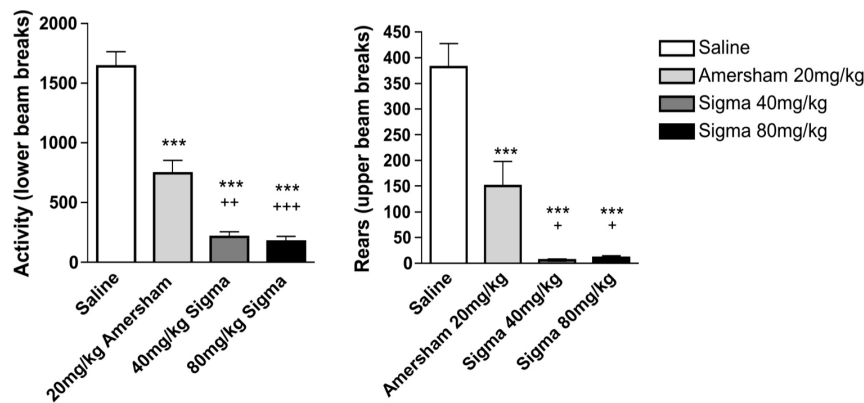 Activity (lower beam breaks)
2000
1500
1000
500
0
***
***
++
***
+++
Saline
20mg/kg Amersham
40mg/kg Sigma
80mg/kg Sigma
Rears (upper beam breaks)
450
400
350
300
250
200
150
100
50
0
***
***
+
***
+
Saline
Amersham 20mg/kg
Sigma 40mg/kg
Sigma 80mg/kg
Saline
Amersham 20mg/kg
Sigma 40mg/kg
Sigma 80mg/kg